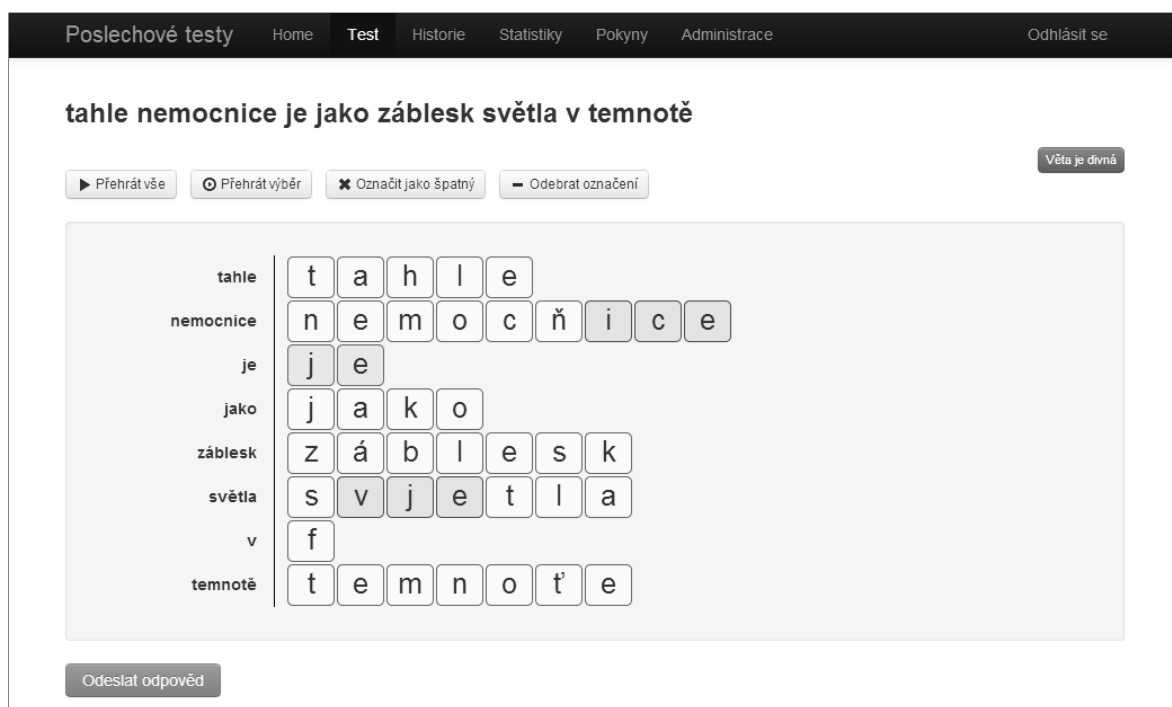 Poslechové testy Home Test Historie Statistiky Pokyny Administrace Odhlásit se
tahle nemocnice je jako záblesk světla v temnotě
Věta je divná
Přehrát vše Přehrát výběr Označit jako špatný Odebrat označení
tahle t a h l e
nemocnice n e m o c ň i c e
je j e
jako j a k o
záblesk z á b l e s k
světla s v j e t l a
v f
temnotě t e m n o ť e
Odeslat odpověd